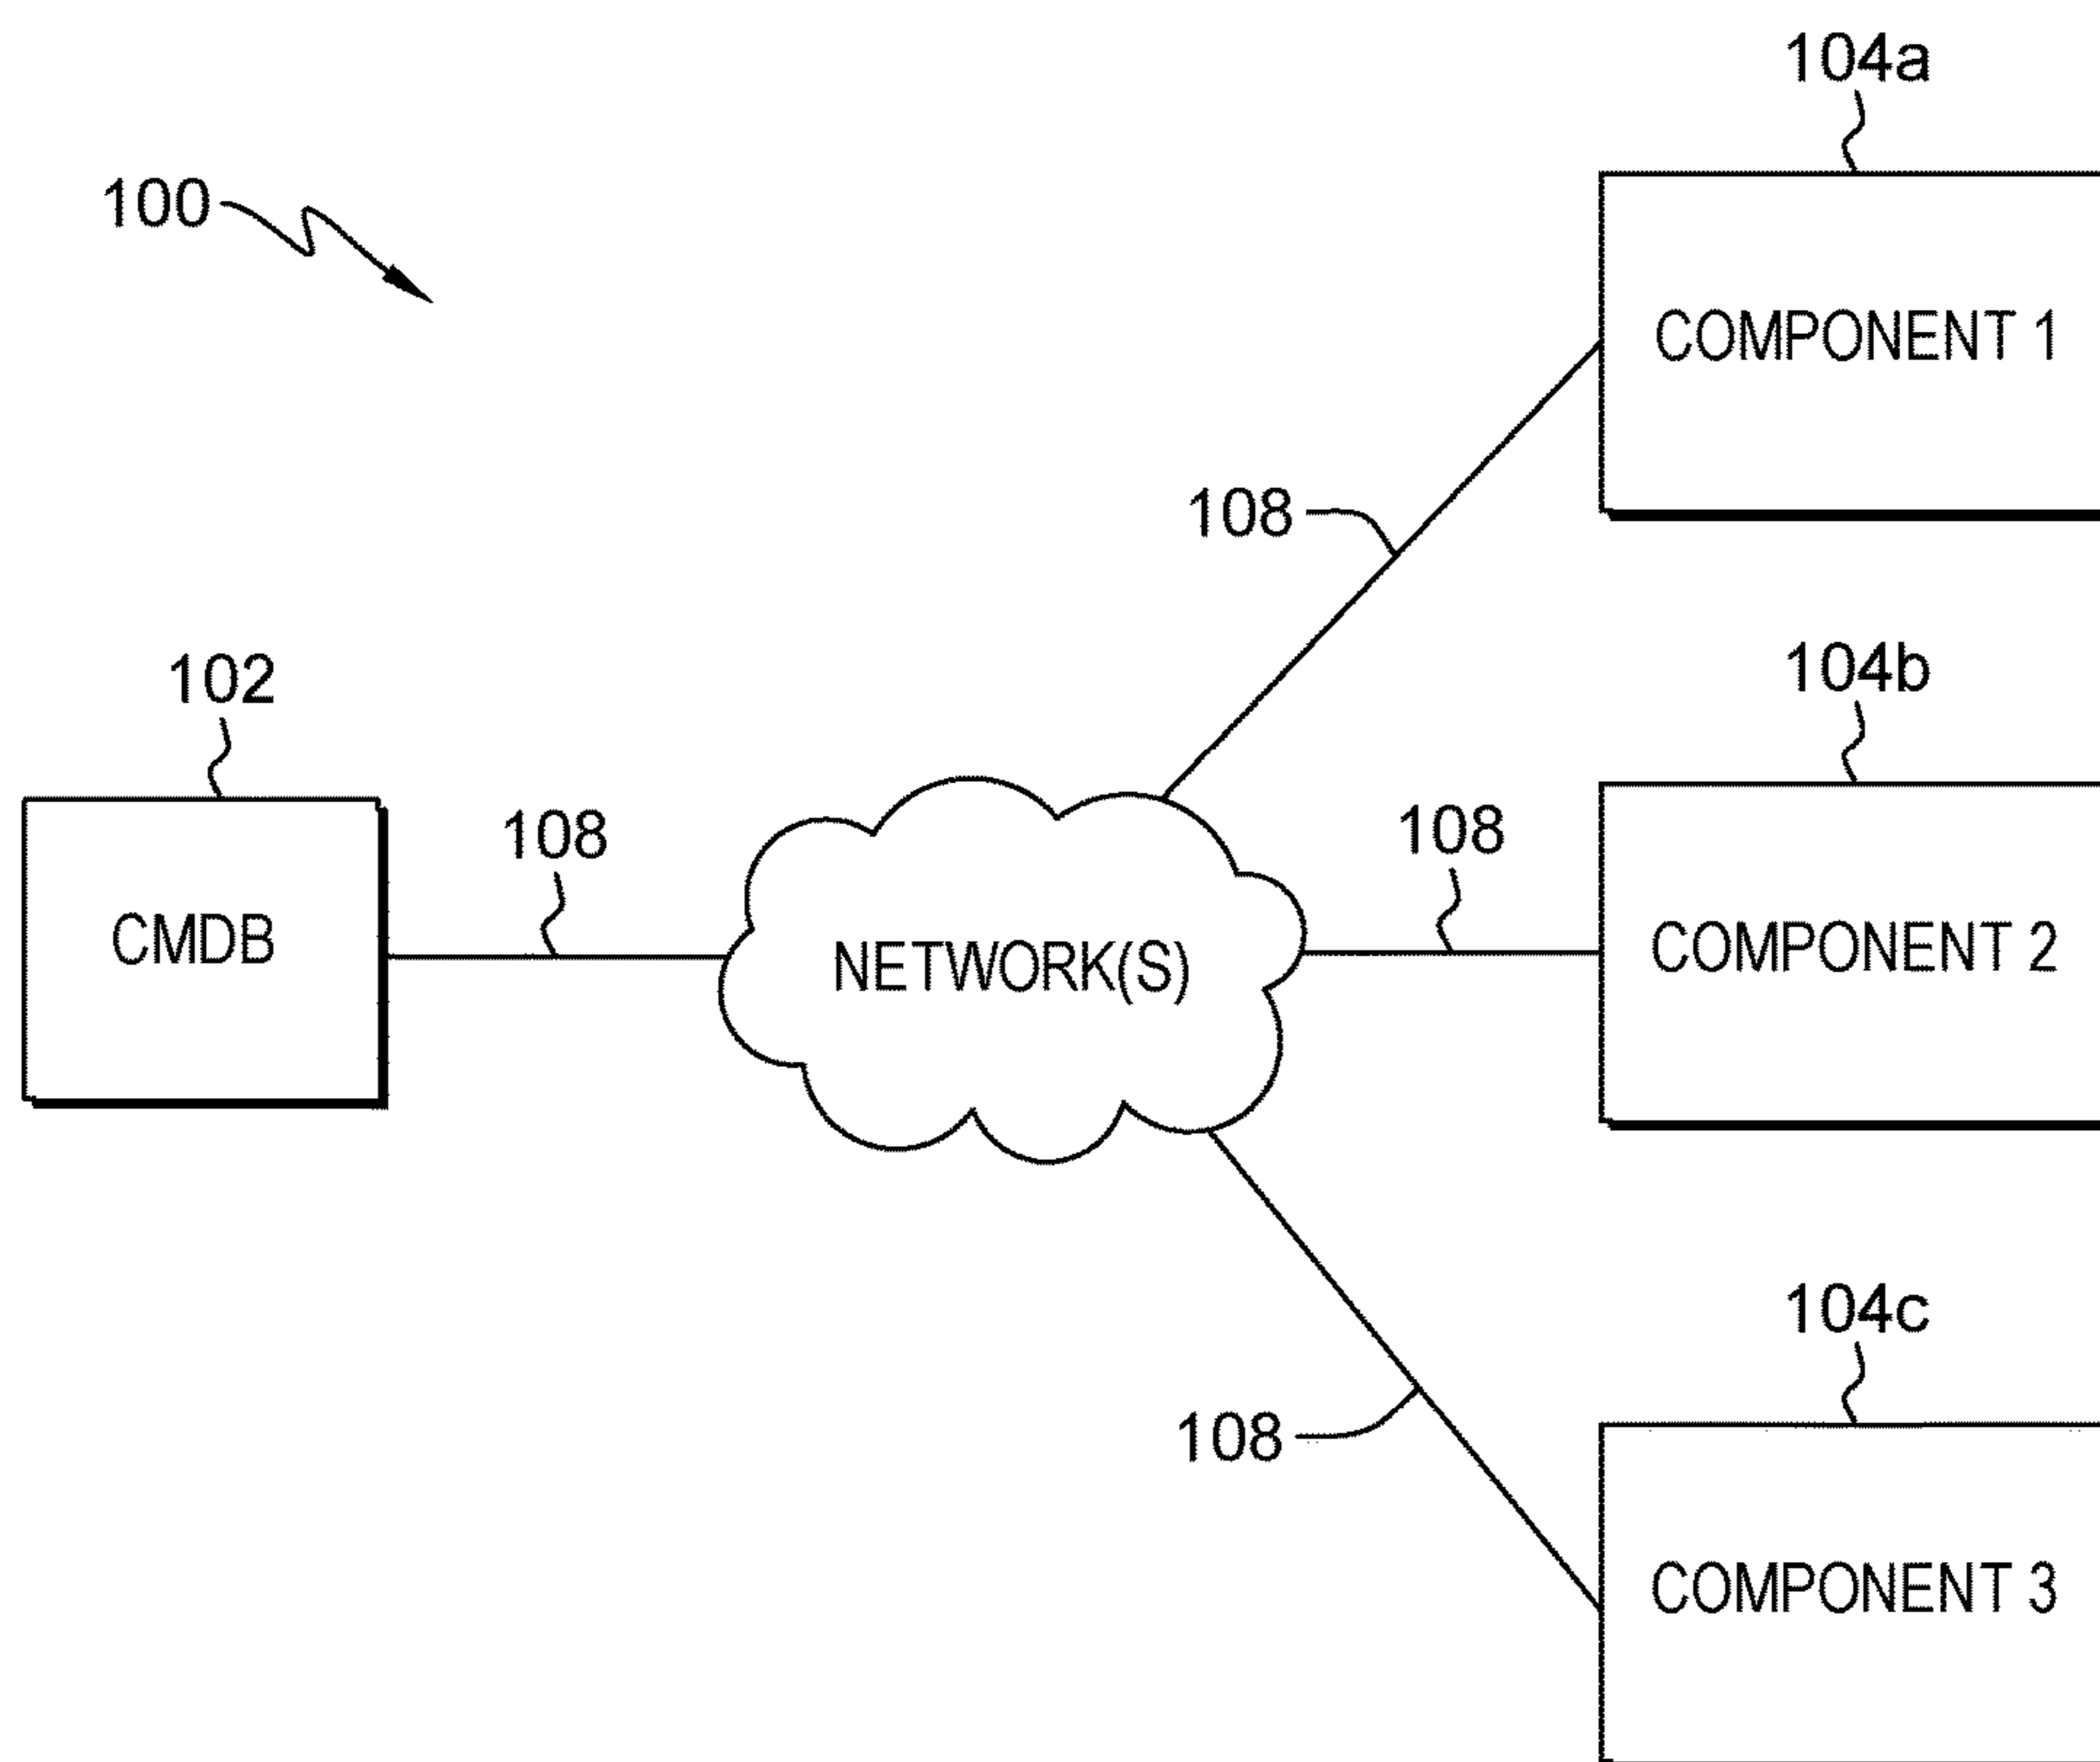 104a
100
COMPONENT 1
108
104b
102
108
108
CMDB
NETWORK(S)
COMPONENT 2
104c
108
COMPONENT 3